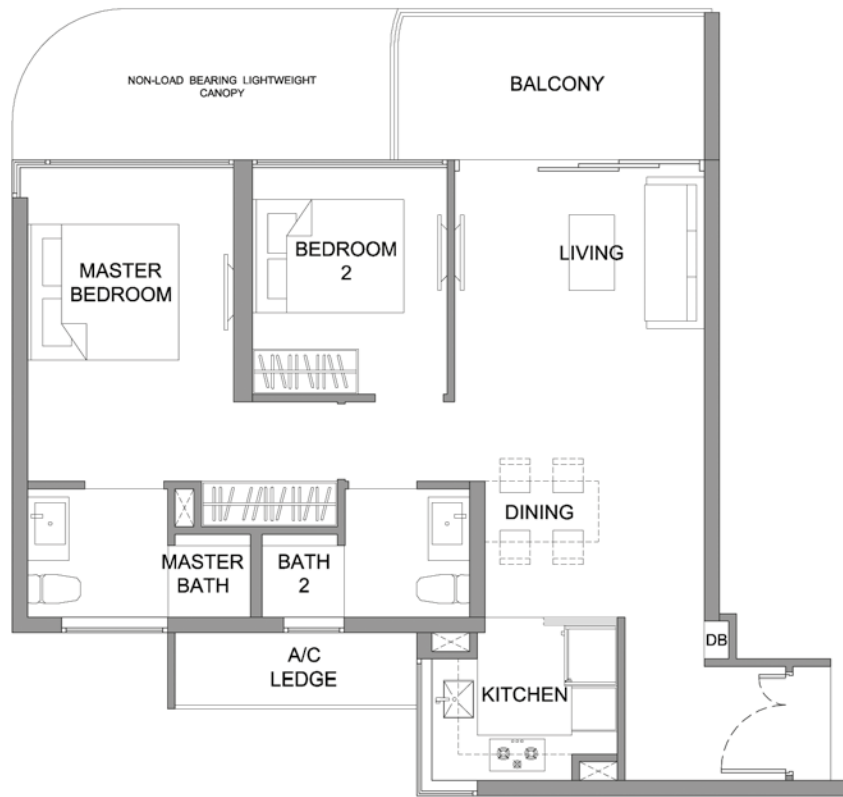 NON-LOAD BEARING LIGHTWEIGHT
CANOPY
BALCONY
MASTER
BEDROOM
BEDROOM
2
LIVING
DINING
MASTER
BATH
BATH
2
A/C
LEDGE
KITCHEN
DB